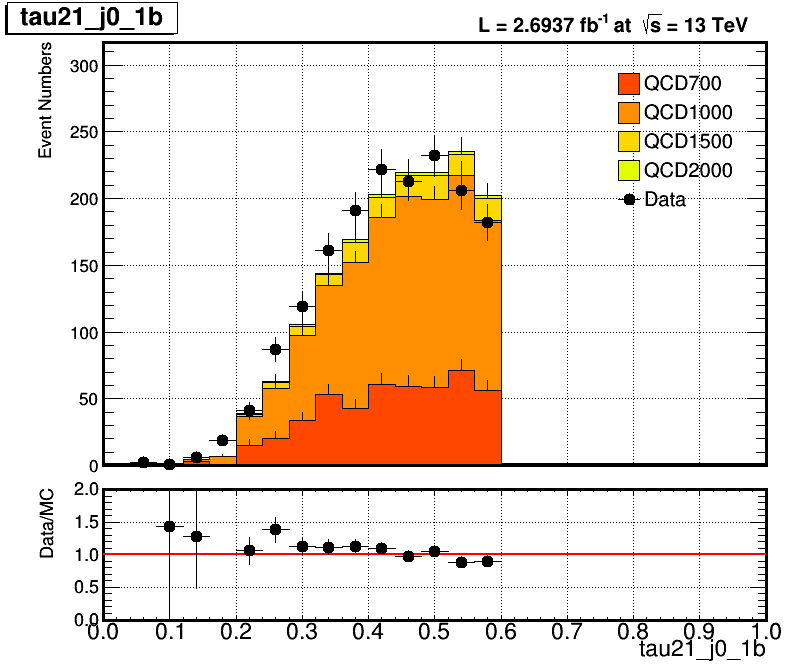 tau21_j0_1b
L = 2.6937 fb⁻¹ at √s = 13 TeV
Event Numbers
300
250
200
150
100
50
0
QCD700
QCD1000
QCD1500
QCD2000
Data
Data/MC
2.0
1.5
1.0
0.5
0.0
0.0 0.1 0.2 0.3 0.4 0.5 0.6 0.7 0.8 0.9 1.0
tau21_j0_1b